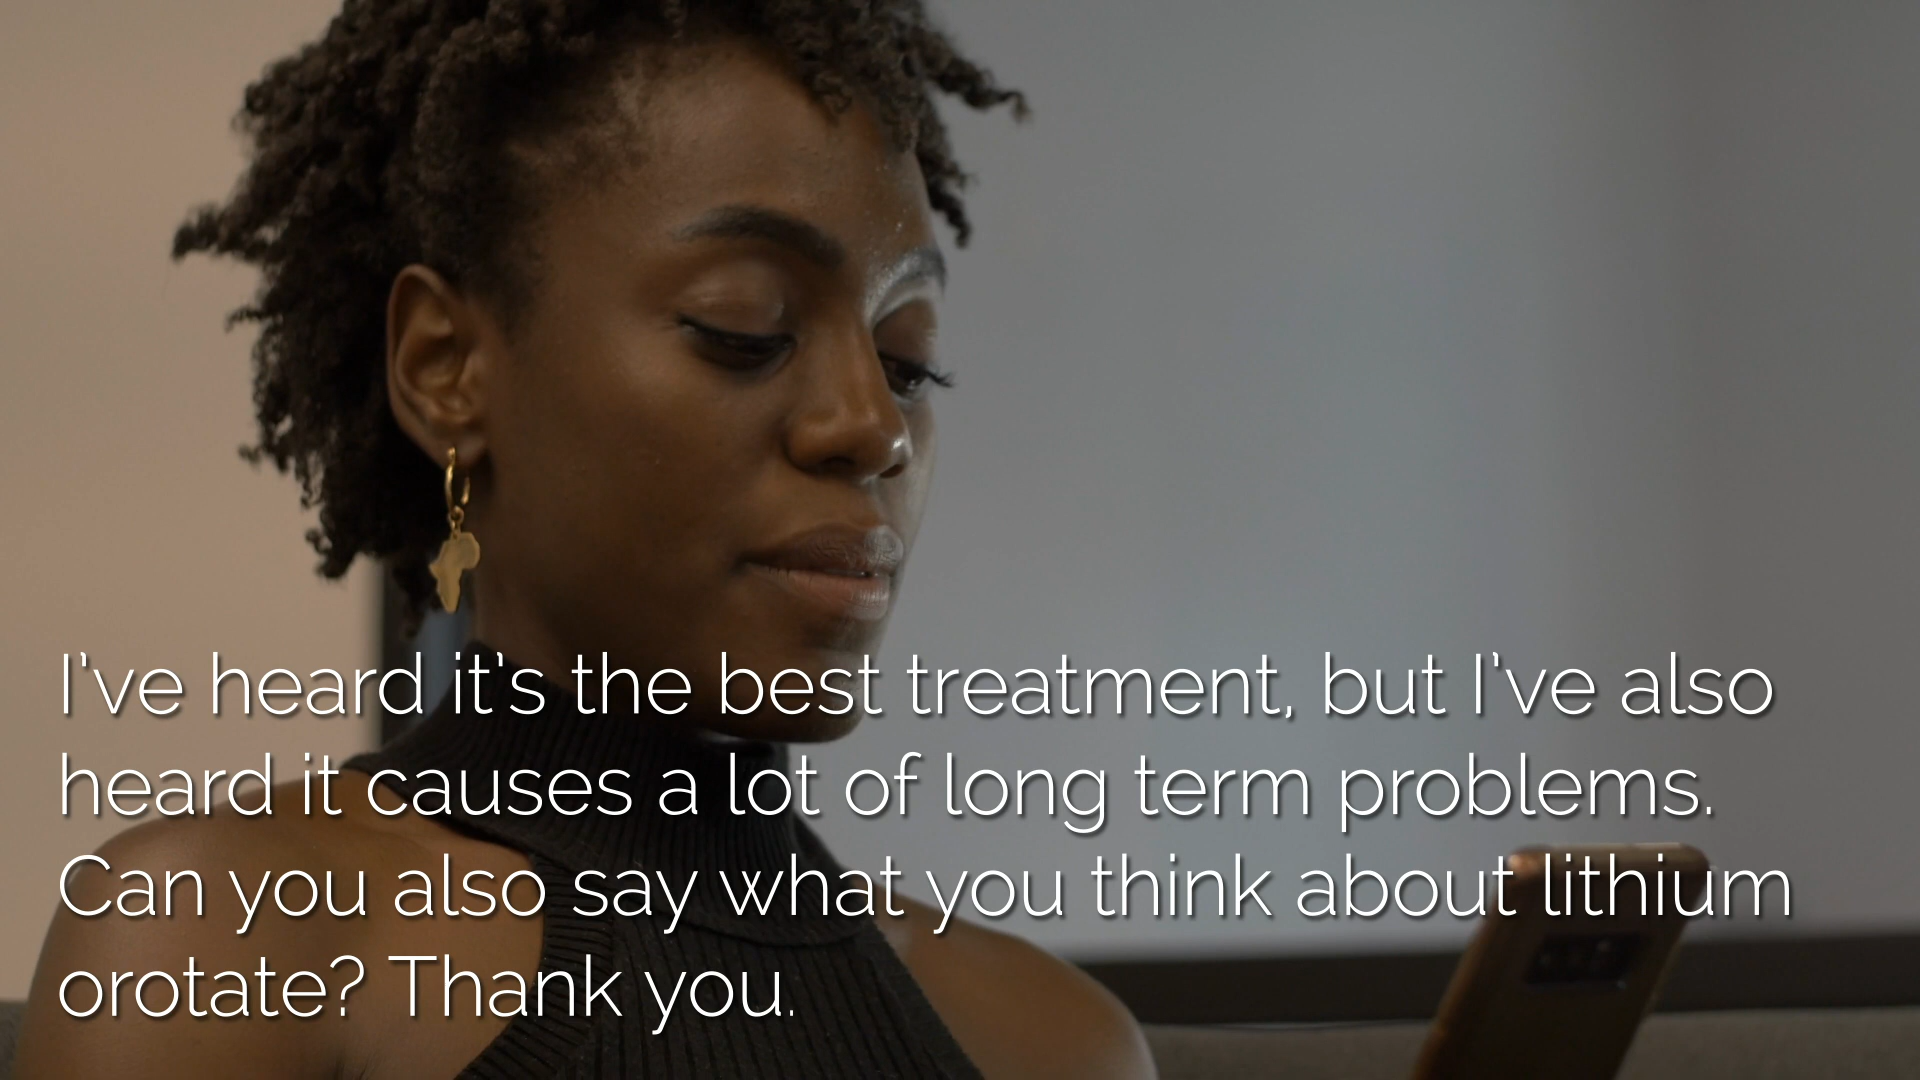 I've heard it's the best treatment, but I've also
heard it causes a lot of long term problems.
Can you also say what you think about lithium
orotate? Thank you.